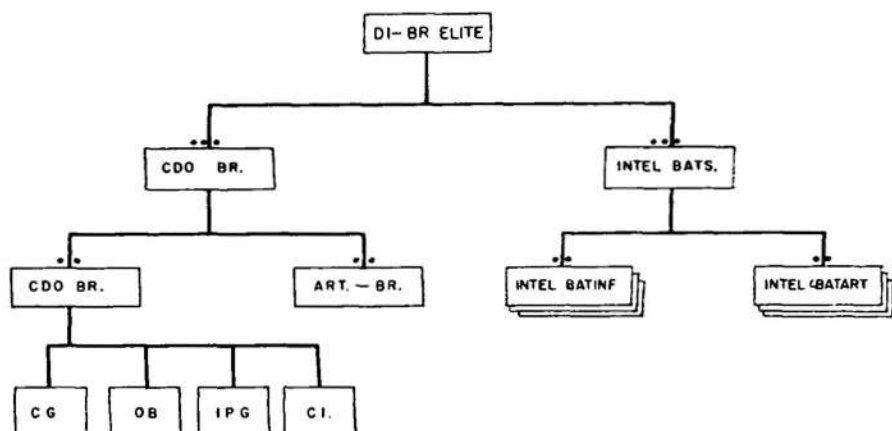 DI-BR ELITE
CDO BR.
INTEL BATS.
CDO BR.
ART.-BR.
INTEL BATINF
INTEL BATART
CG
OB
IPG
CI.